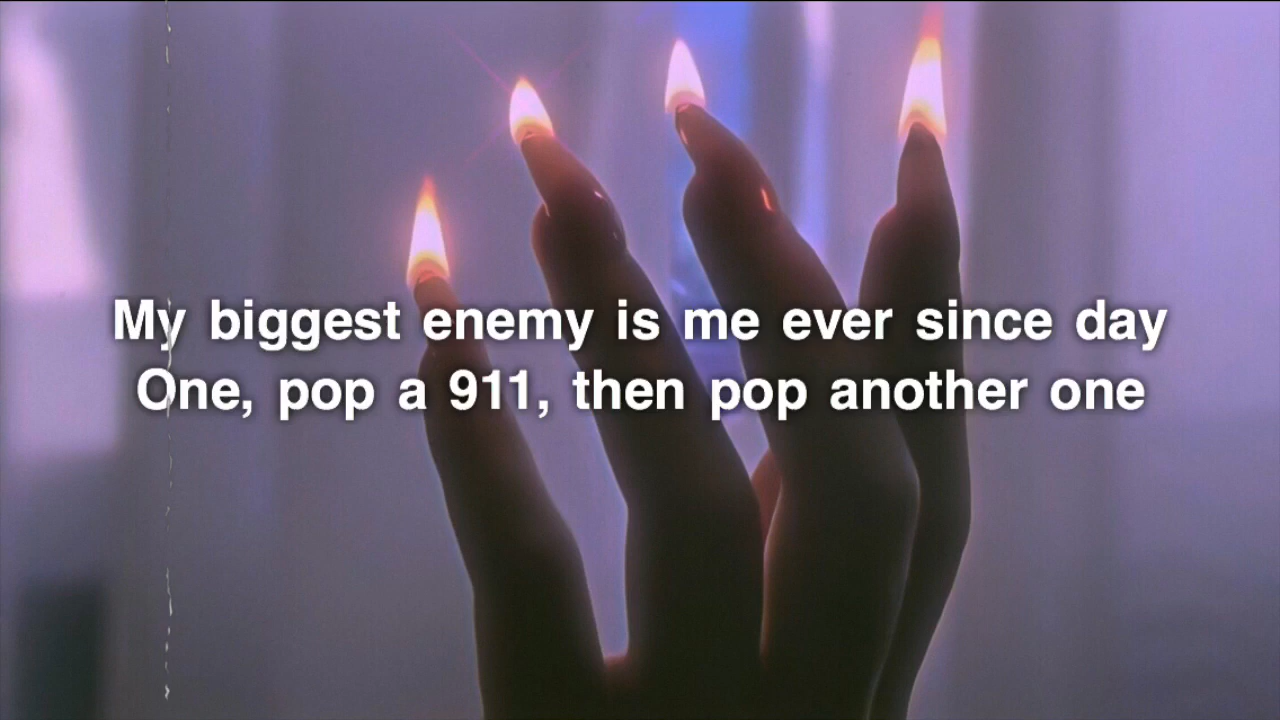 My biggest enemy is me ever since day
One, pop a 911, then pop another one